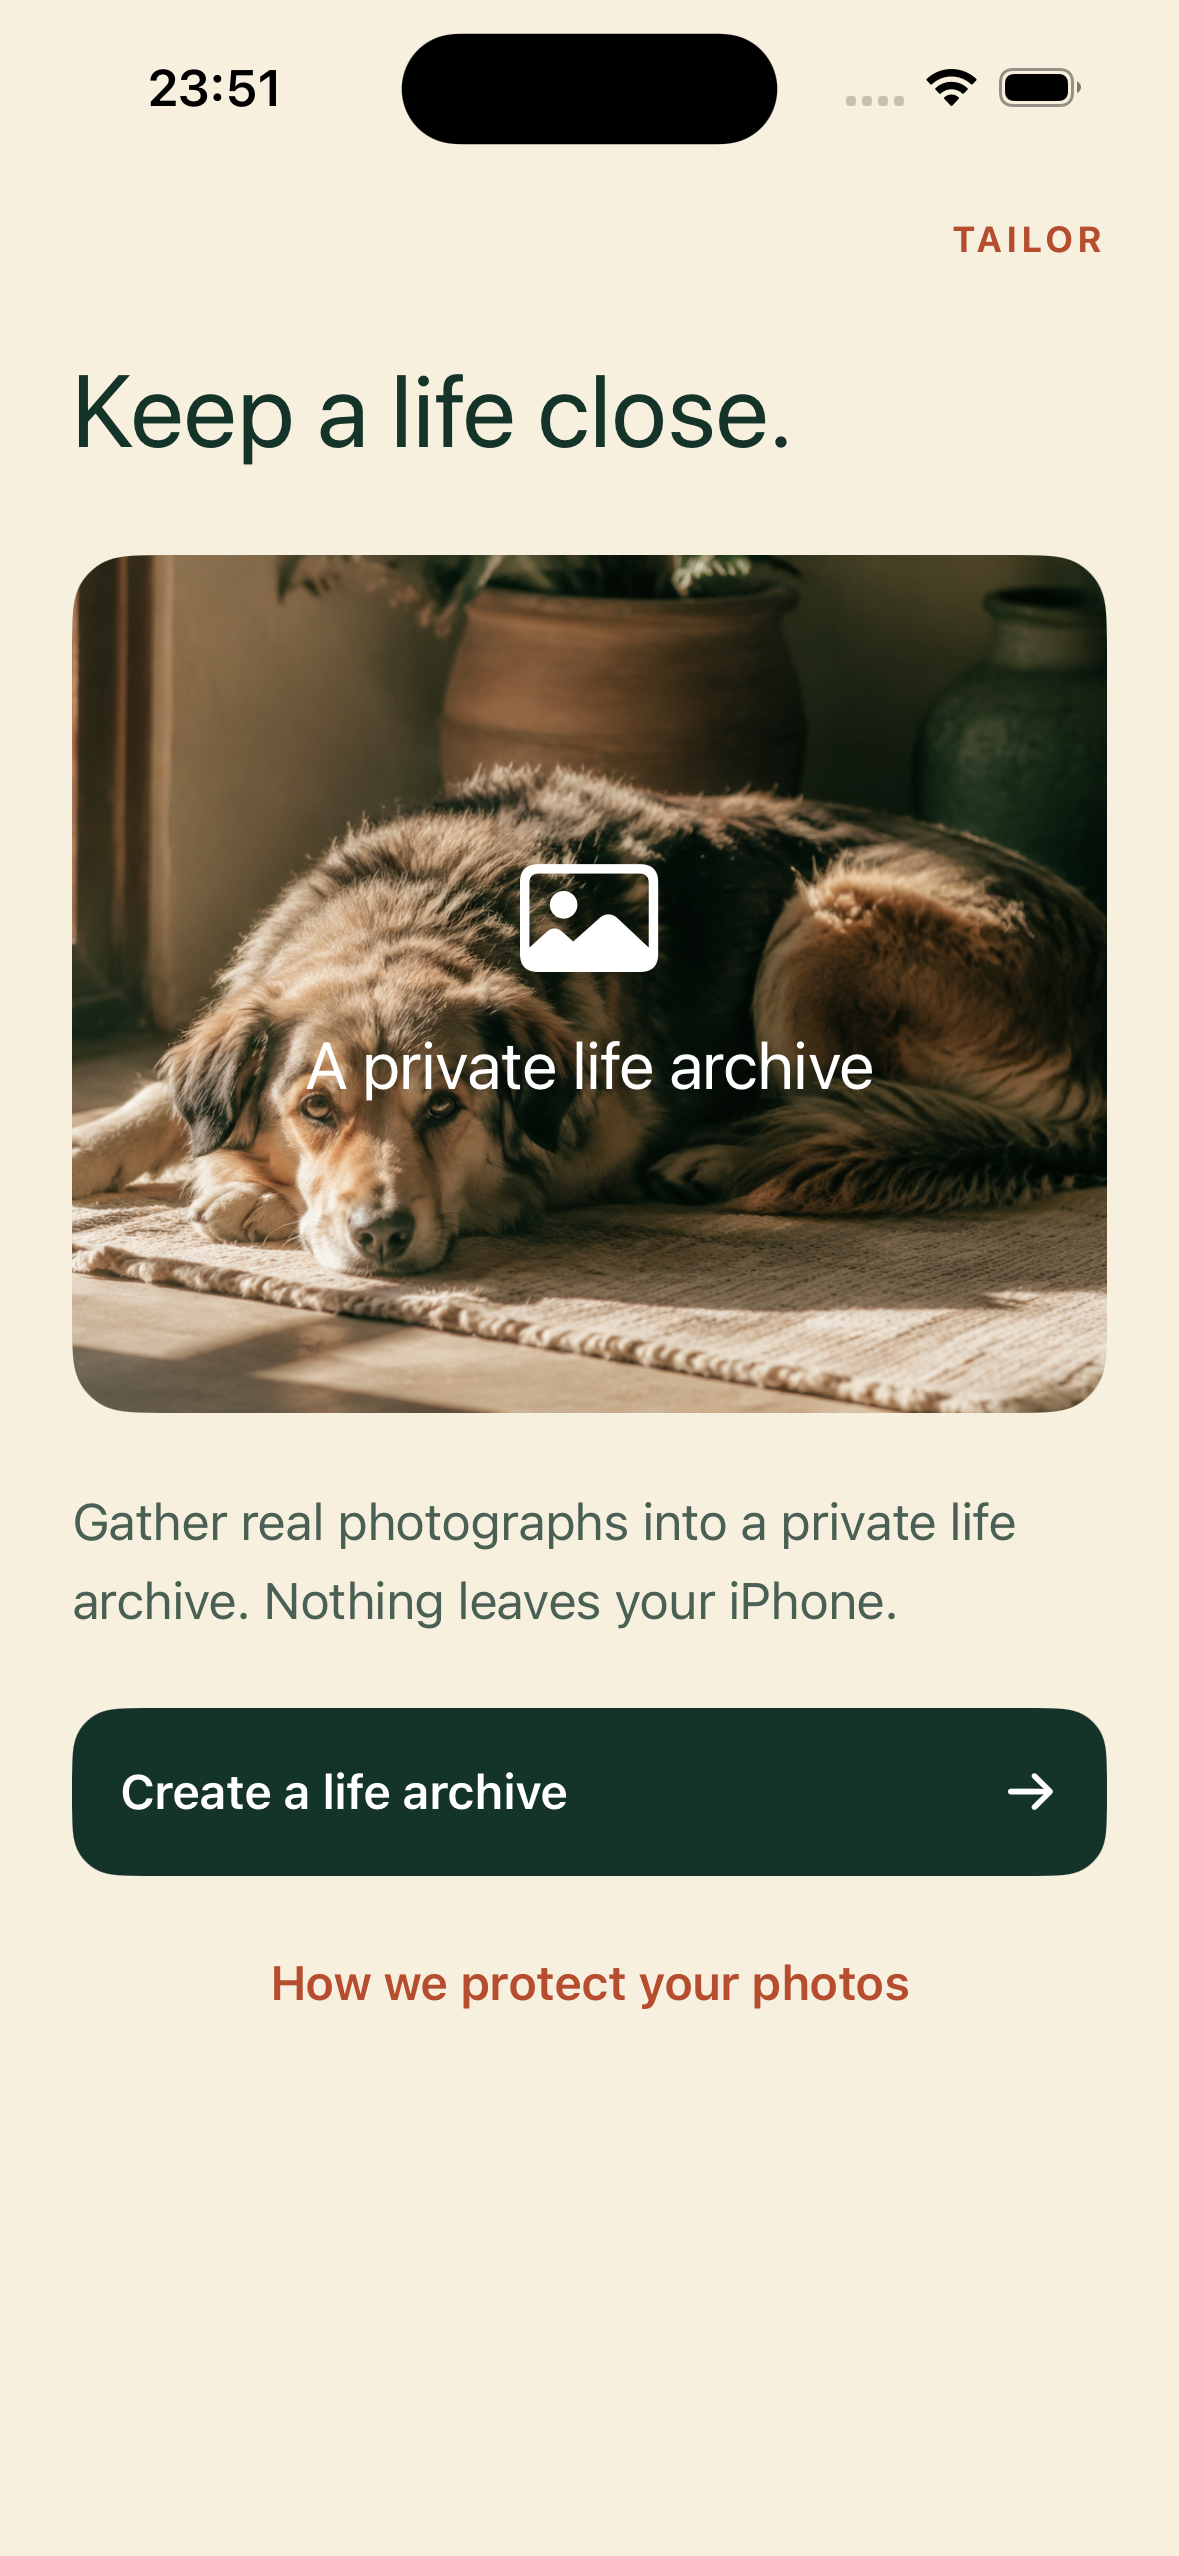 23:51
TAILOR
Keep a life close.
A private life archive
Gather real photographs into a private life
archive. Nothing leaves your iPhone.
Create a life archive
How we protect your photos